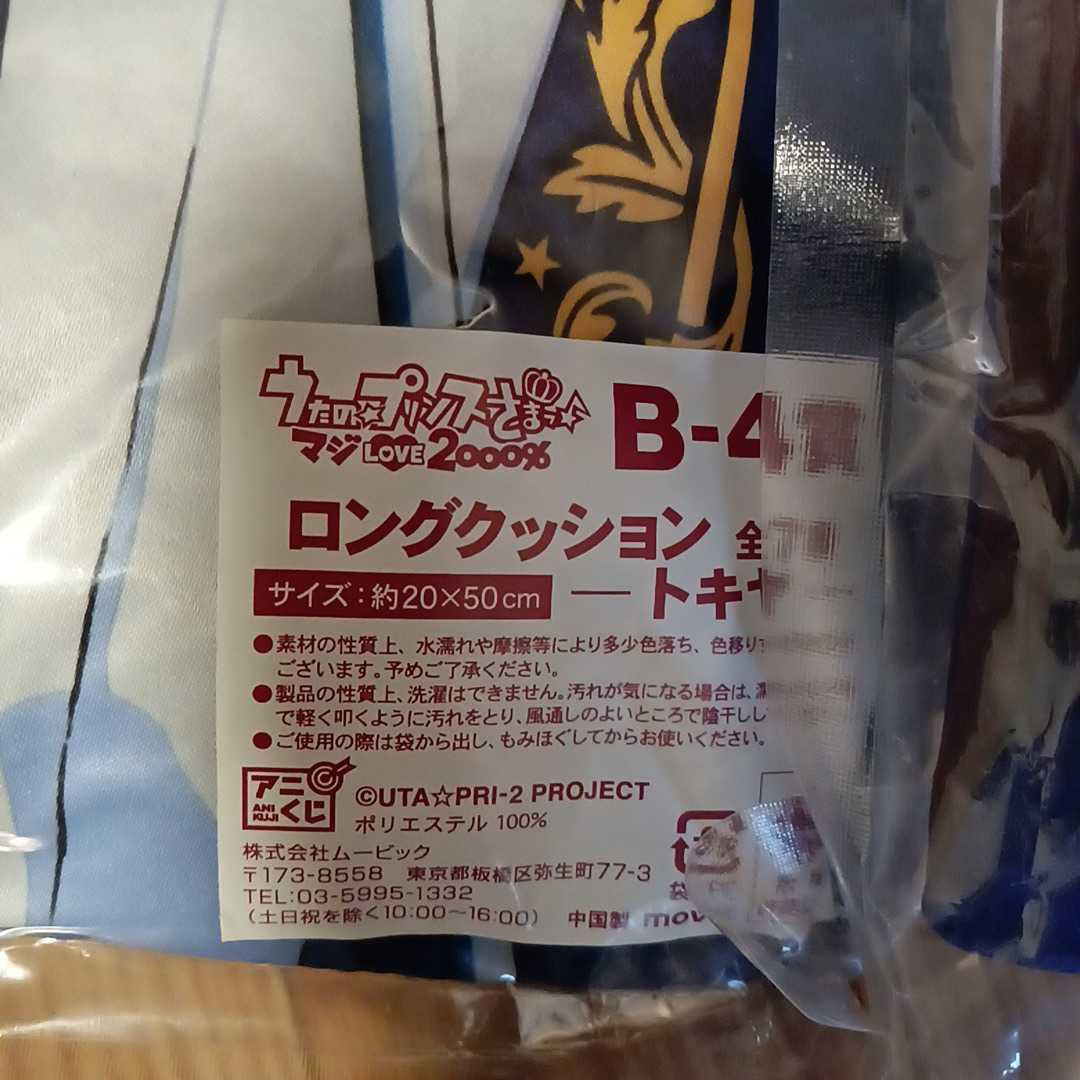 うたの☆プリンスさまっ♪
マジLOVE2000%
B-4賞
ロングクッション 全
サイズ：約20×50cm
―トキヤ―
●素材の性質上、水濡れや摩擦等により多少色落ち、色移り
ございます。予めご了承ください。
●製品の性質上、洗濯はできません。汚れが気になる場合は、濡
で軽く叩くように汚れをとり、風通しのよいところで陰干しし
●ご使用の際は袋から出し、もみほぐしてからお使いください。
アニくじ
ANI KUJI
©UTA☆PRI-2 PROJECT
ポリエステル 100%
株式会社ムービック
〒173-8558 東京都板橋区弥生町77-3
TEL:03-5995-1332
(土日祝を除く10:00〜16:00) 中国製 mov
袋